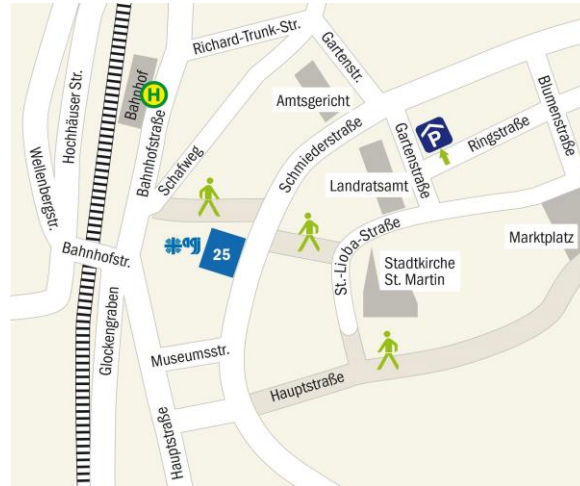 Richard-Trunk-Str.
Gartenstr.
Hochhäuser Str.
Bahnhof
H
Amtsgericht
Blumenstraße
Wellenbergstr.
Bahnhofstraße
Schafweg
Schmiederstraße
P
Gartenstraße
Ringstraße
Landratsamt
Bahnhofstr.
agj
25
St.-Lioba-Straße
Marktplatz
Stadtkirche
St. Martin
Glockengraben
Museumsstr.
Hauptstraße
Hauptstraße